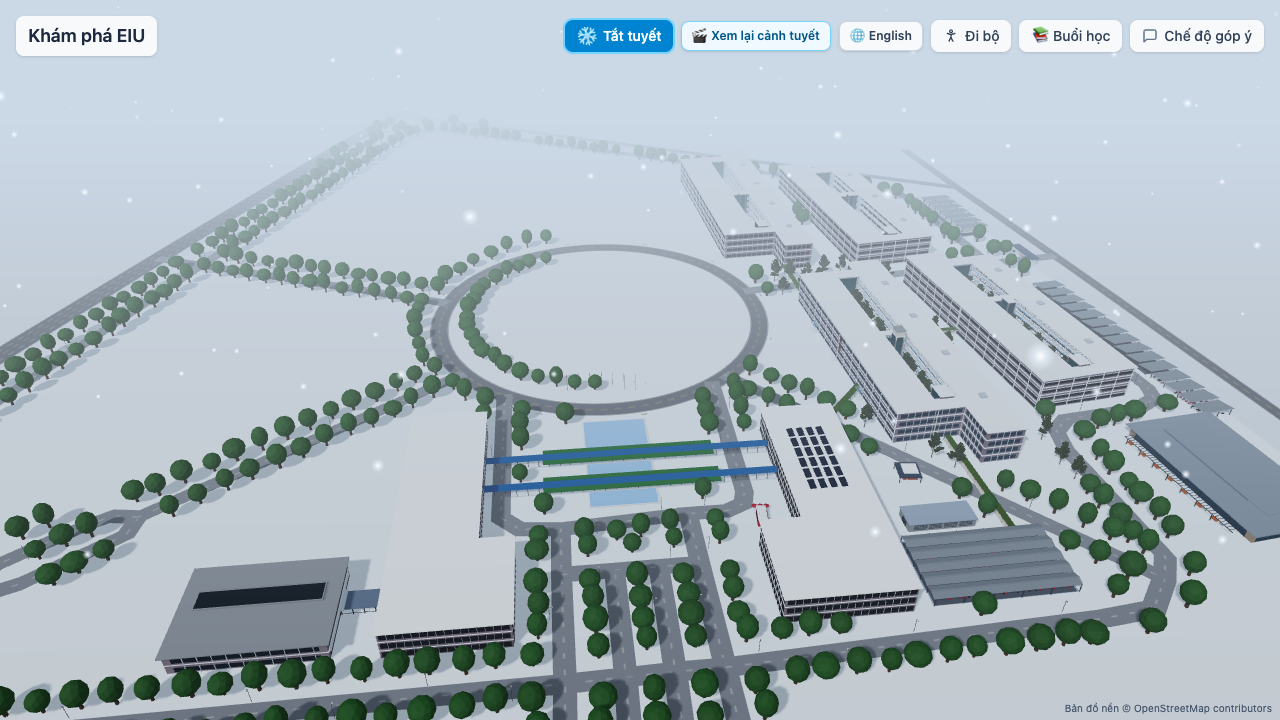 Khám phá EIU
Tắt tuyết
Xem lại cảnh tuyết
English
Đi bộ
Buổi học
Chế độ góp ý
Bản đồ nền © OpenStreetMap contributors